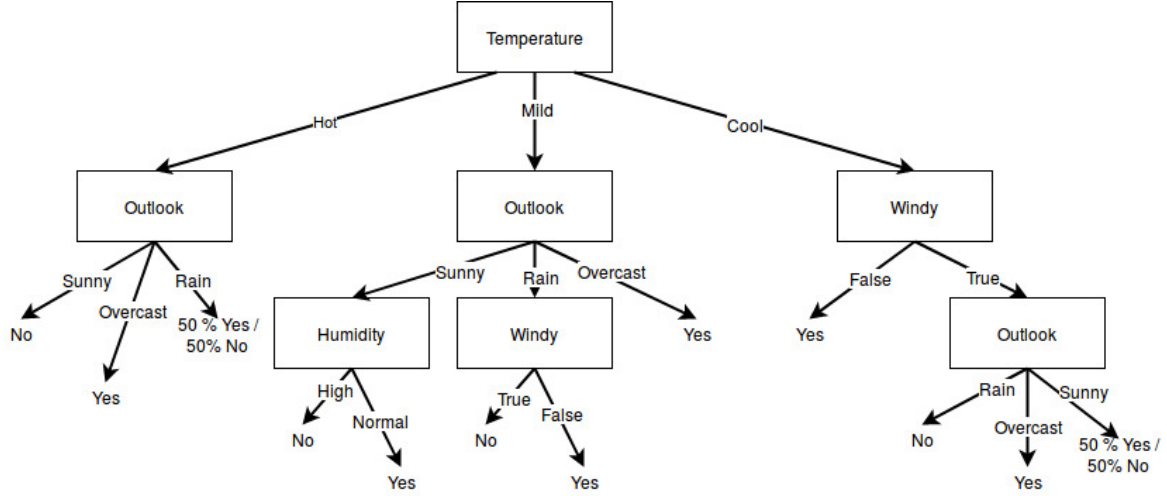 Temperature
Hot
Mild
Cool
Outlook
Outlook
Windy
Sunny
Overcast
Rain
Sunny
Rain
Overcast
False
True
No
Yes
50 % Yes /
50% No
Humidity
Windy
Yes
Yes
Outlook
High
Normal
True
False
Rain
Overcast
Sunny
No
Yes
No
Yes
No
Yes
50 % Yes /
50% No